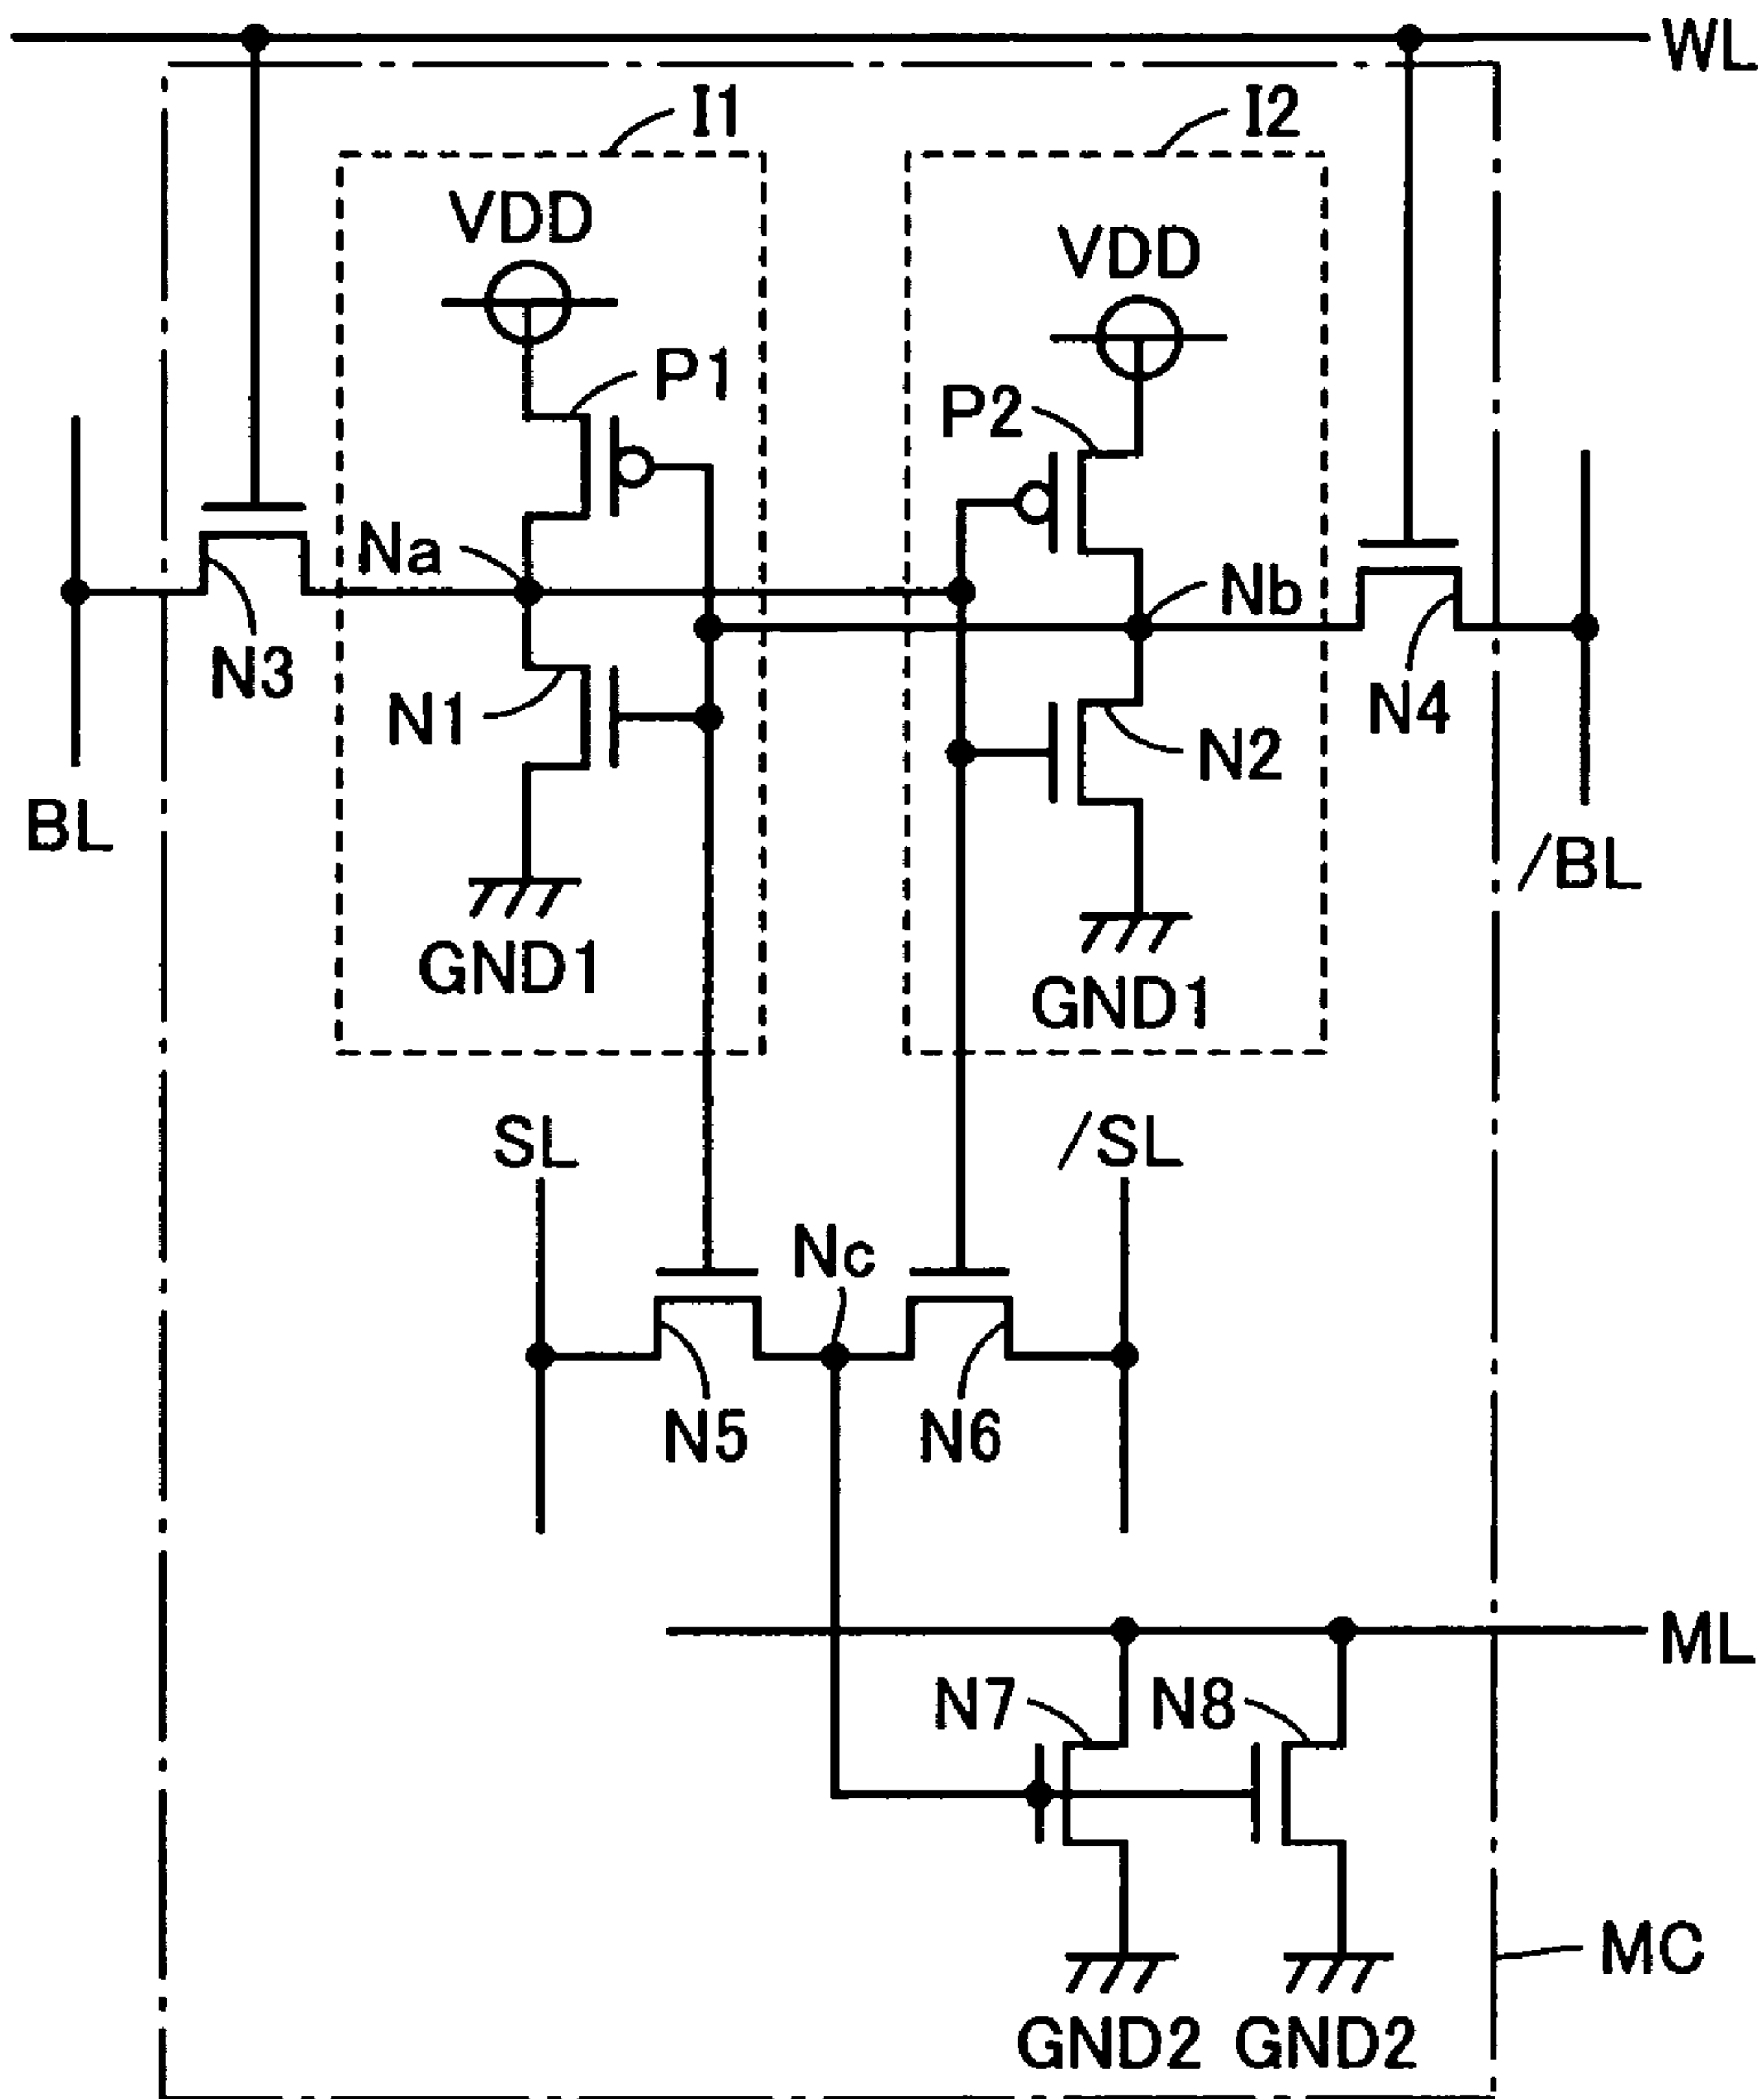 WL
I1
I2
VDD
VDD
P1
P2
Na
Nb
N3
N1
N2
N4
BL
/BL
GND1
GND1
SL
/SL
Nc
N5
N6
ML
N7
N8
MC
GND2
GND2